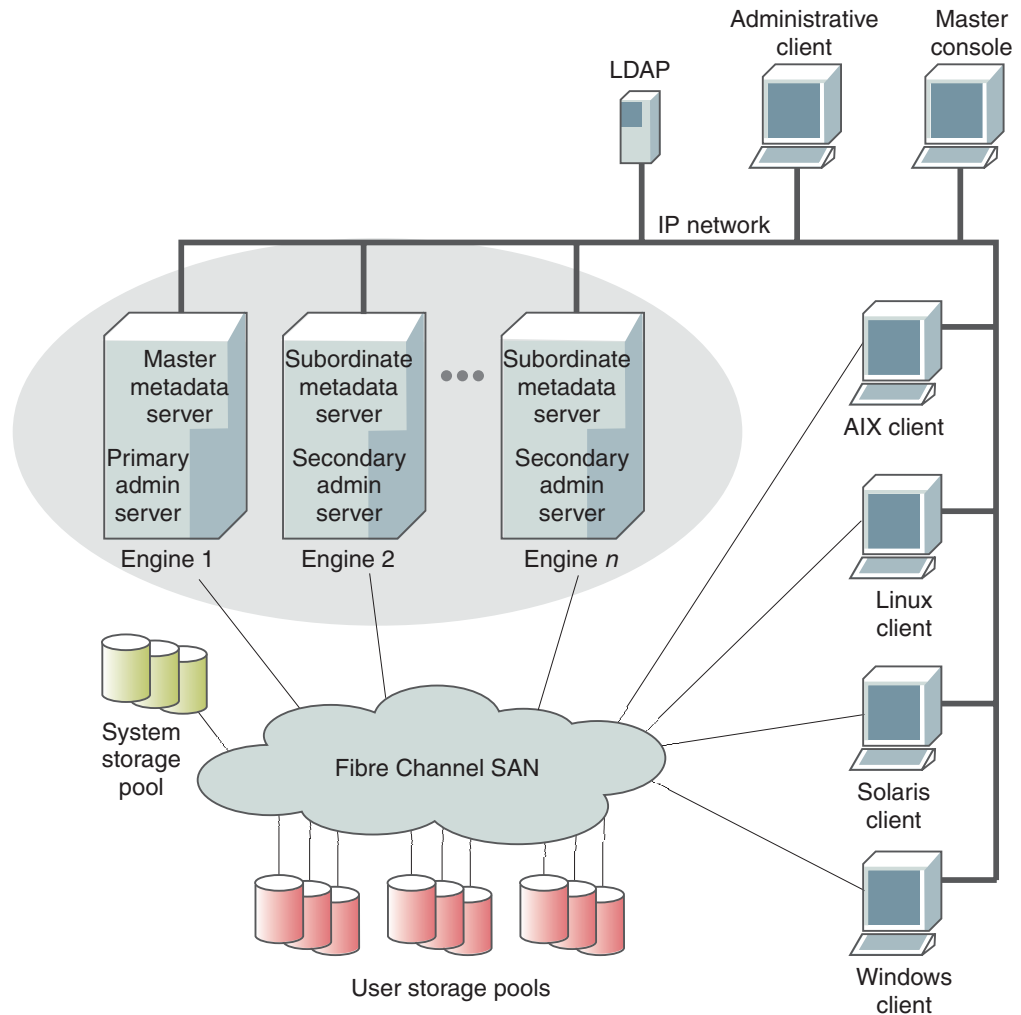 Administrative
client
Master
console
LDAP
IP network
Master
metadata
server
Primary
admin
server
Engine 1
Subordinate
metadata
server
Secondary
admin
server
Engine 2
Subordinate
metadata
server
Secondary
admin
server
Engine n
AIX client
Linux
client
Solaris
client
Windows
client
System
storage
pool
Fibre Channel SAN
User storage pools